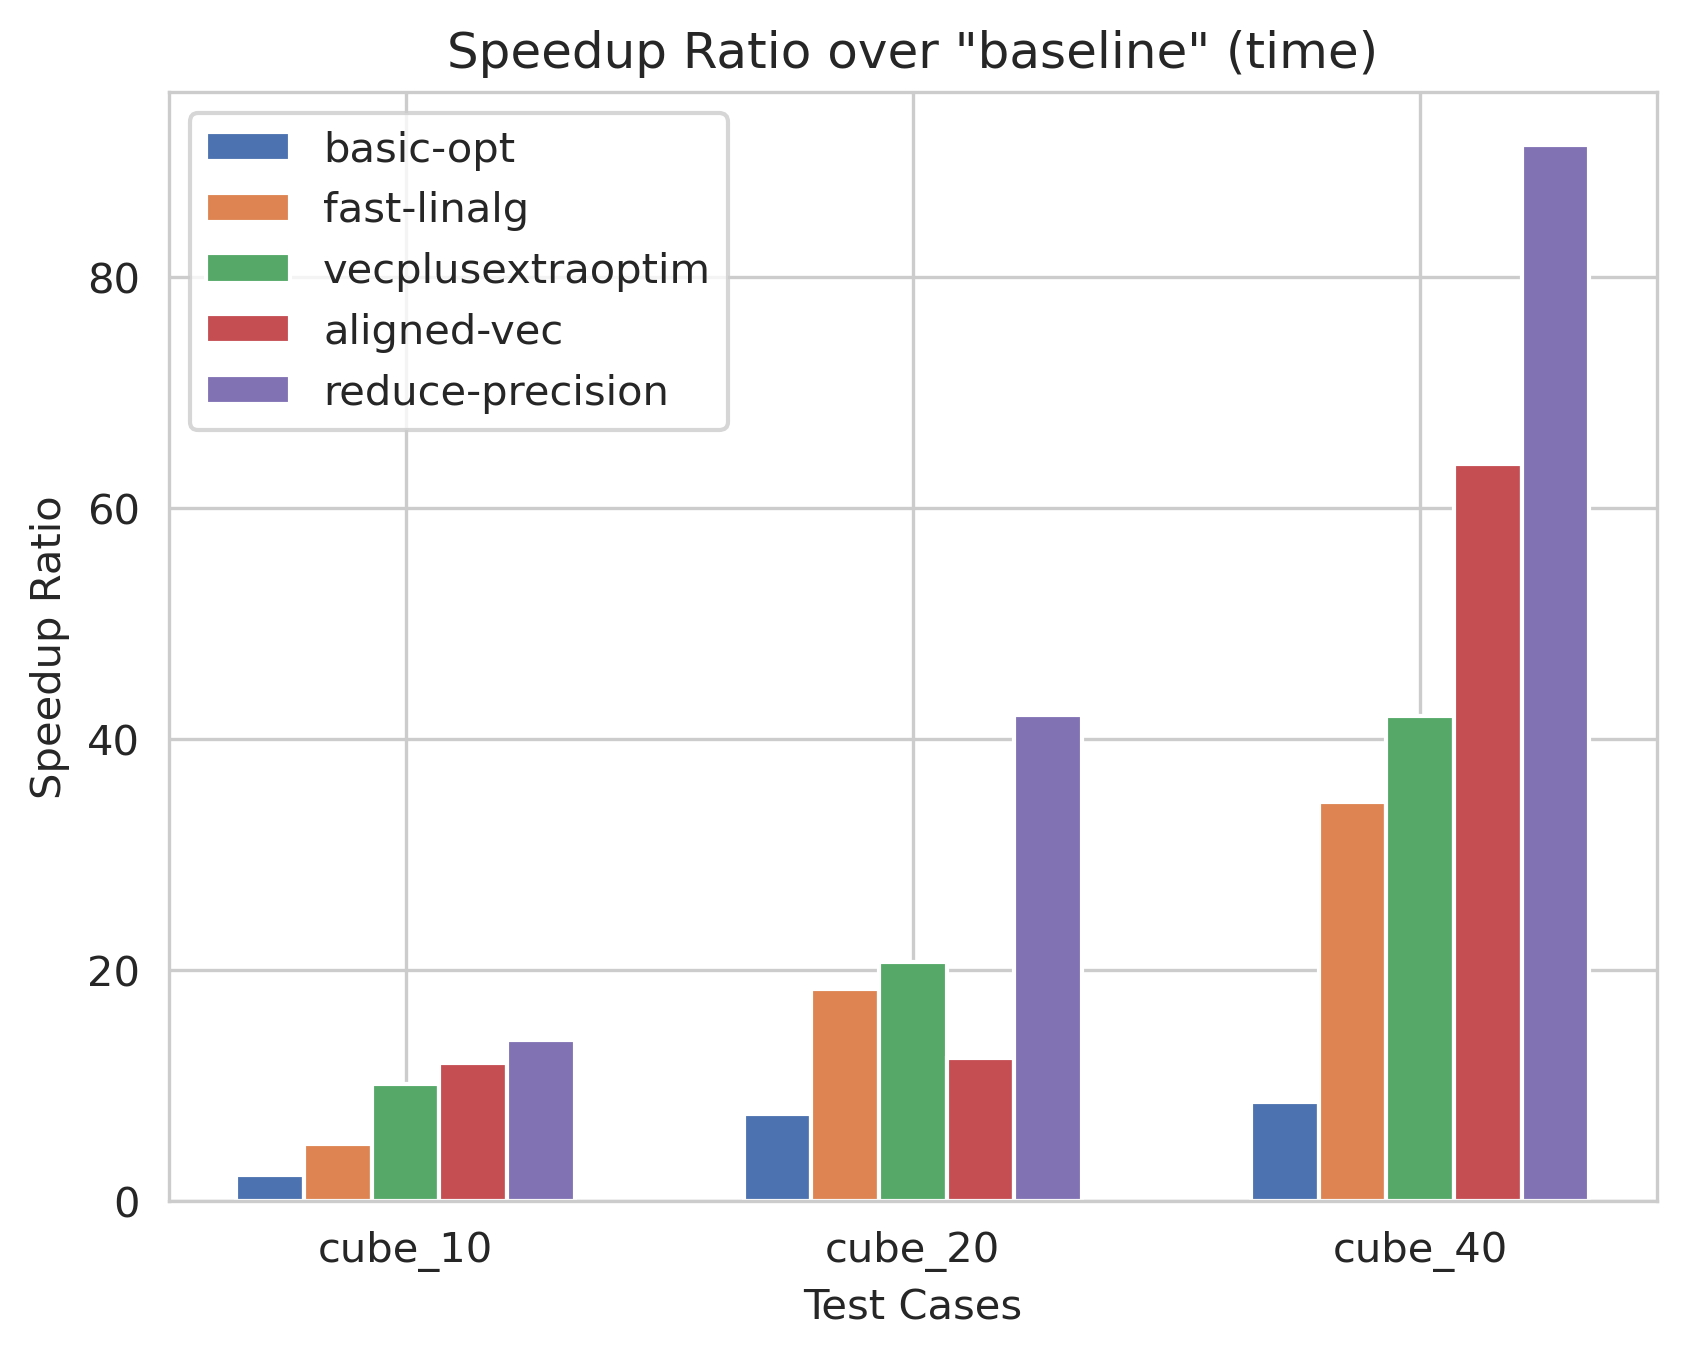 Speedup Ratio over "baseline" (time)
basic-opt
fast-linalg
vecplusextraoptim
aligned-vec
reduce-precision
Speedup Ratio
80
60
40
20
0
cube_10
cube_20
cube_40
Test Cases